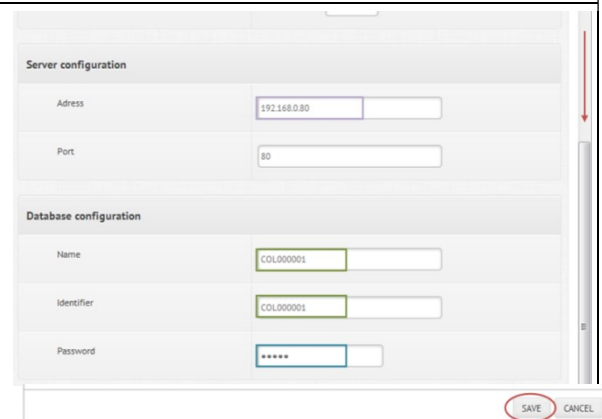 Server configuration
Adress 192.168.0.80
Port 80
Database configuration
Name COL000001
Identifier COL000001
Password •••••
SAVE CANCEL